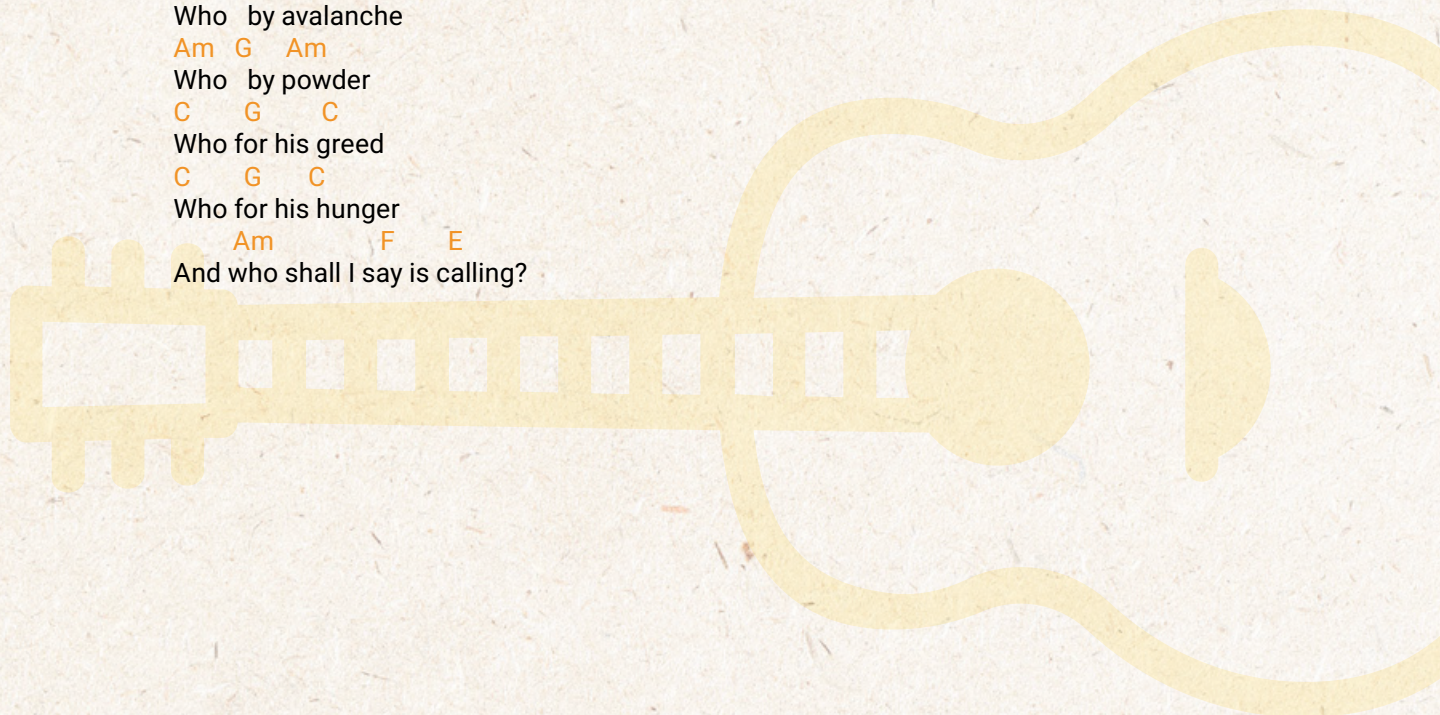 Who   by avalanche
Am   G     Am
Who   by powder
C        G         C
Who for his greed
C        G       C
Who for his hunger
Am                F        E
And who shall I say is calling?